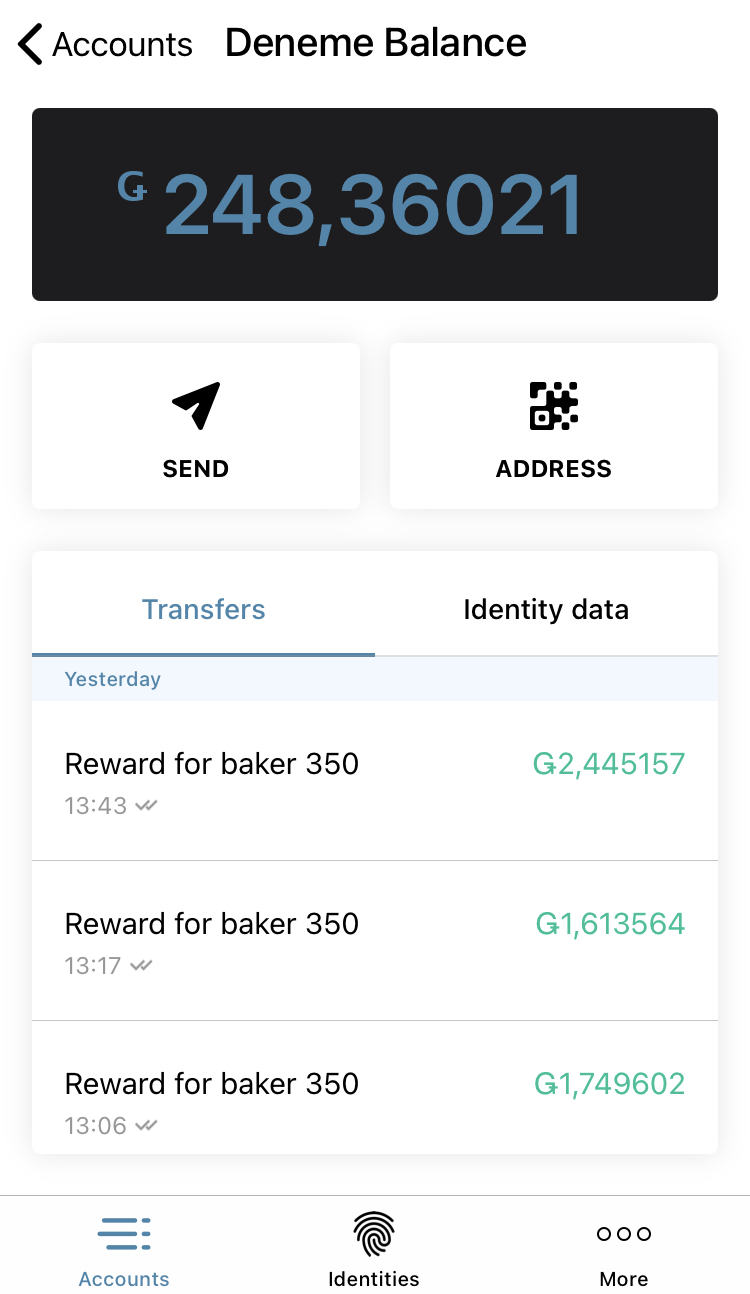 Accounts Deneme Balance
Ǥ 248,36021
SEND ADDRESS
Transfers Identity data
Yesterday
Reward for baker 350 Ǥ2,445157
13:43
Reward for baker 350 Ǥ1,613564
13:17
Reward for baker 350 Ǥ1,749602
13:06
Accounts Identities More